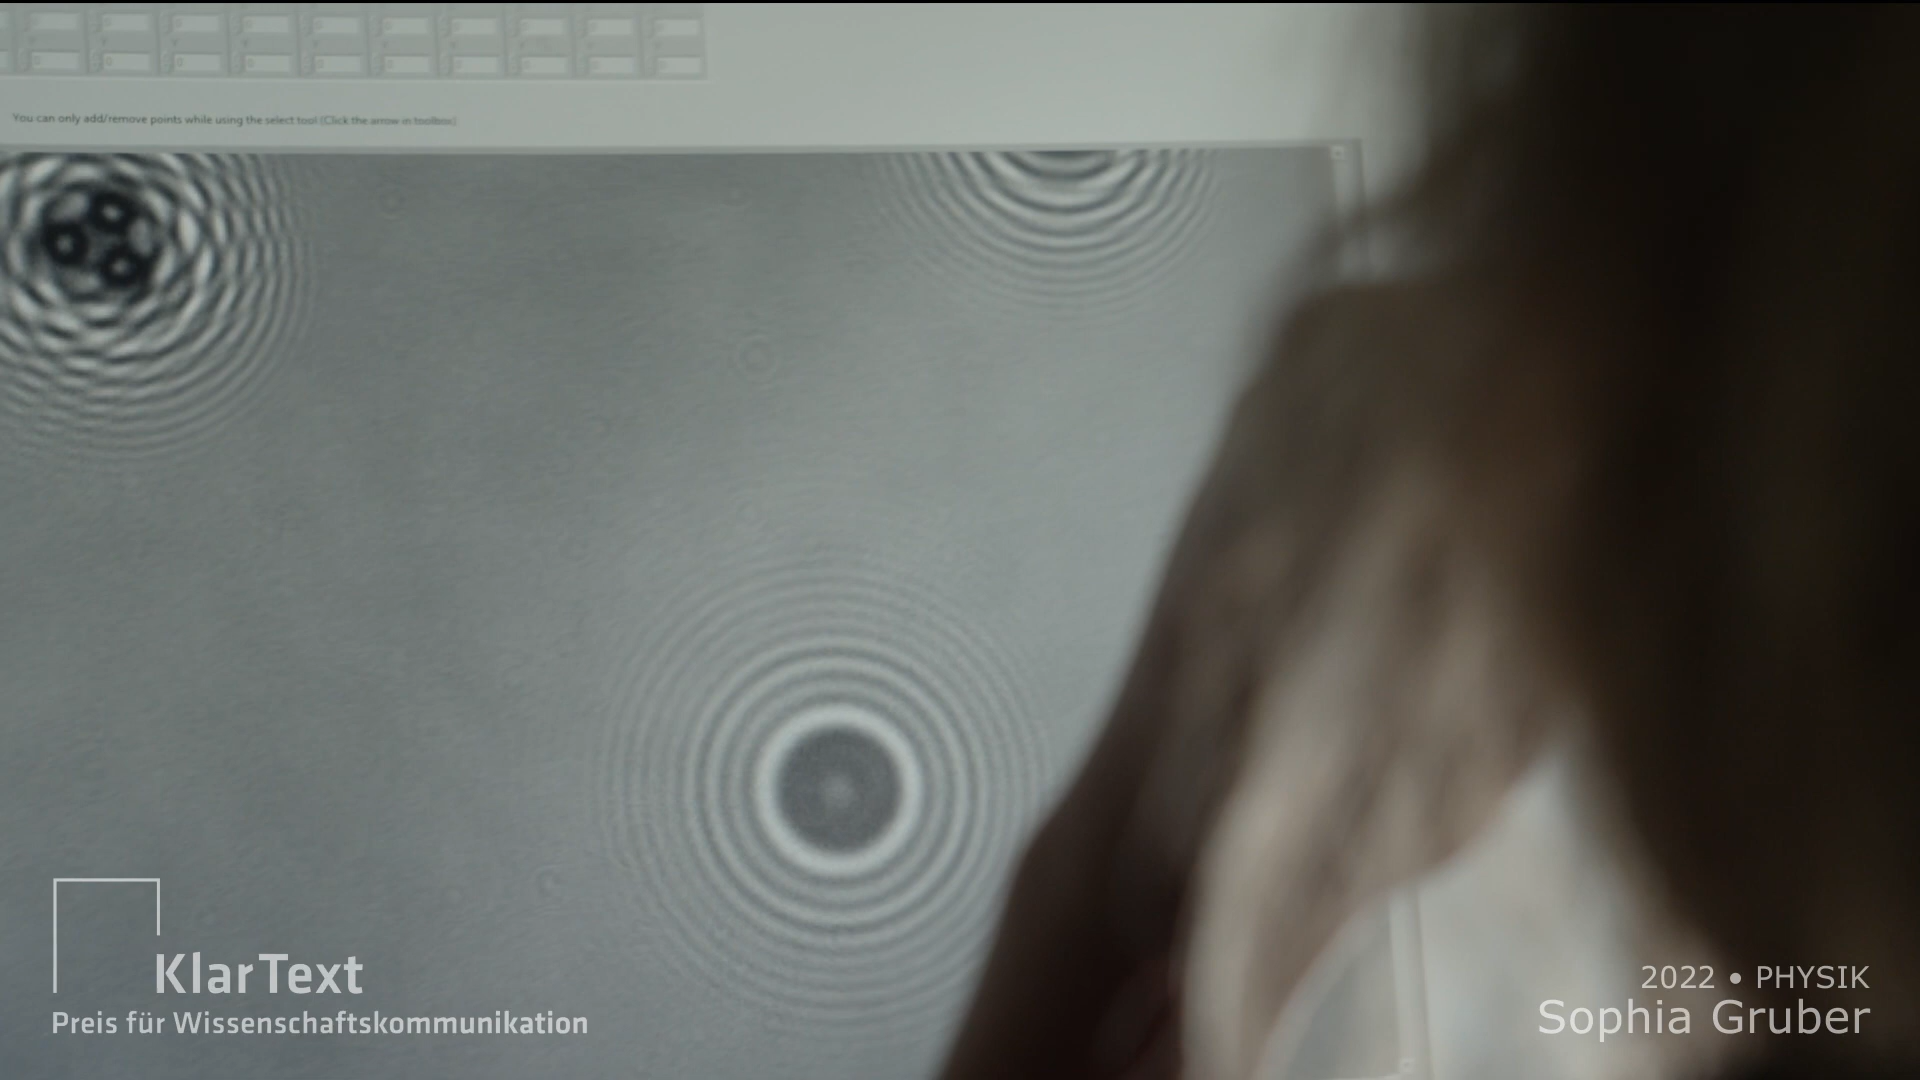 You can only add/remove points while using the select tool (Click the arrow in toolbox)
KlarText
Preis für Wissenschaftskommunikation
2022 • PHYSIK
Sophia Gruber